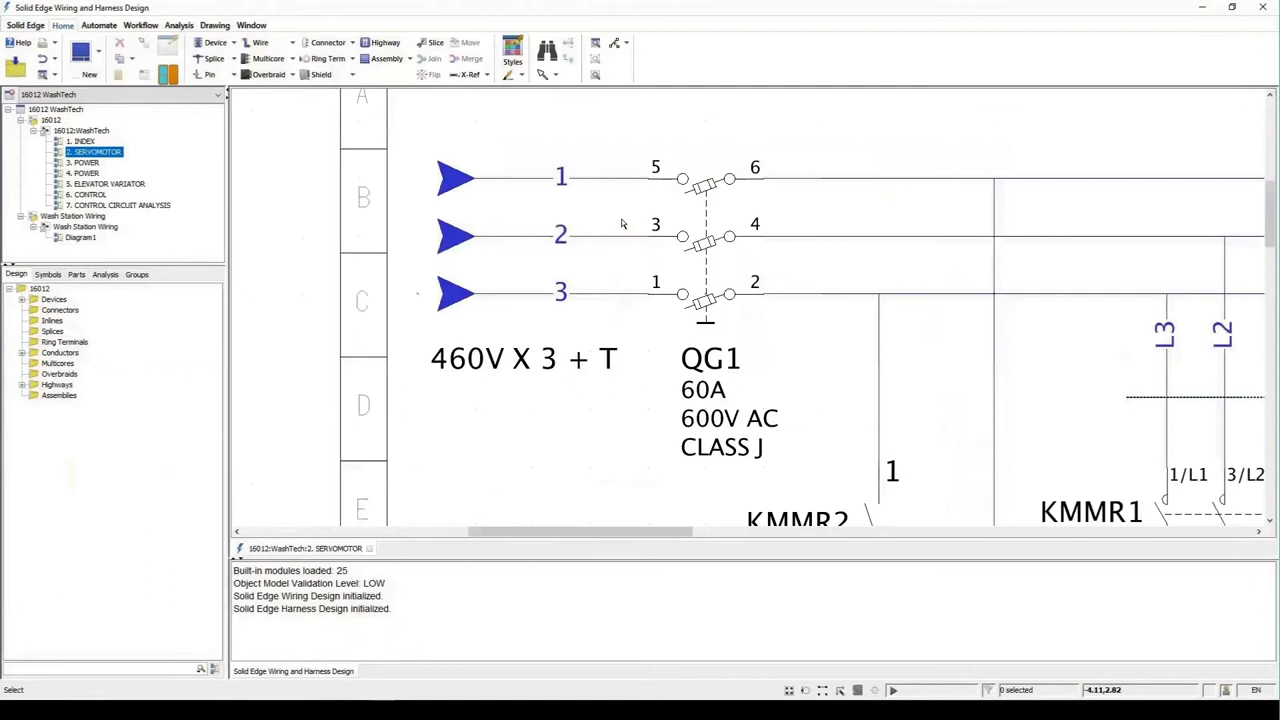 Solid Edge Wiring and Harness Design
Solid Edge Home Automate Workflow Analysis Drawing Window
Help Device Wire Connector Highway Slice Move
Splice Multicore Ring Term Assembly Join Merge
New Pin Overbraid Shield Flip X-Ref Styles
16012 WashTech
16012 WashTech
16012
16012:WashTech
1. INDEX
2. SERVOMOTOR
3. POWER
4. POWER
5. ELEVATOR VARIATOR
6. CONTROL
7. CONTROL CIRCUIT ANALYSIS
Wash Station Wiring
Wash Station Wiring
Diagram1
Design Symbols Parts Analysis Groups
16012
Devices
Connectors
Inlines
Splices
Ring Terminals
Conductors
Multicores
Overbraids
Highways
Assemblies
A
B
C
D
E
1 5 6
2 3 4
3 1 2
460V X 3 + T
QG1
60A
600V AC
CLASS J
L3 L2
1
1/L1 3/L2
KMMR2
KMMR1
16012:WashTech:2. SERVOMOTOR
Built-in modules loaded: 25
Object Model Validation Level: LOW
Solid Edge Wiring Design initialized.
Solid Edge Harness Design initialized.
Solid Edge Wiring and Harness Design
Select 0 selected -4.11,2.82 EN